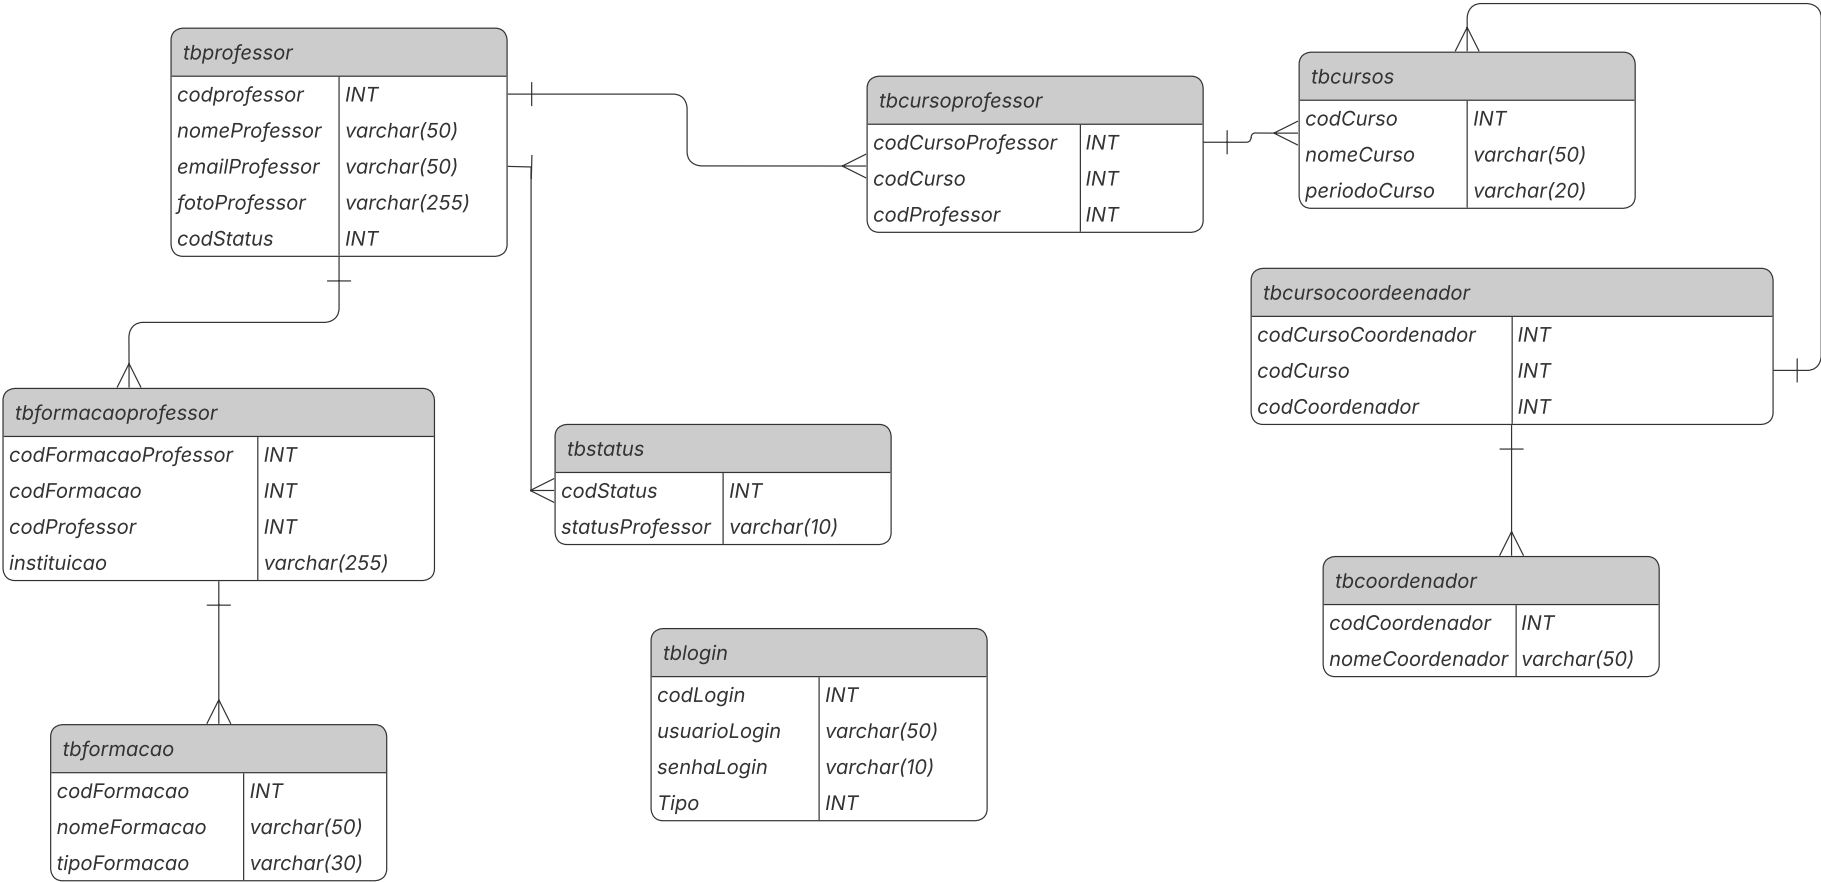 tbprofessor
codprofessor INT
nomeProfessor varchar(50)
emailProfessor varchar(50)
fotoProfessor varchar(255)
codStatus INT
tbcursoprofessor
codCursoProfessor INT
codCurso INT
codProfessor INT
tbcursos
codCurso INT
nomeCurso varchar(50)
periodoCurso varchar(20)
tbcursocoordeenador
codCursoCoordenador INT
codCurso INT
codCoordenador INT
tbformacaoprofessor
codFormacaoProfessor INT
codFormacao INT
codProfessor INT
instituicao varchar(255)
tbstatus
codStatus INT
statusProfessor varchar(10)
tbcoordenador
codCoordenador INT
nomeCoordenador varchar(50)
tblogin
codLogin INT
usuarioLogin varchar(50)
senhaLogin varchar(10)
Tipo INT
tbformacao
codFormacao INT
nomeFormacao varchar(50)
tipoFormacao varchar(30)